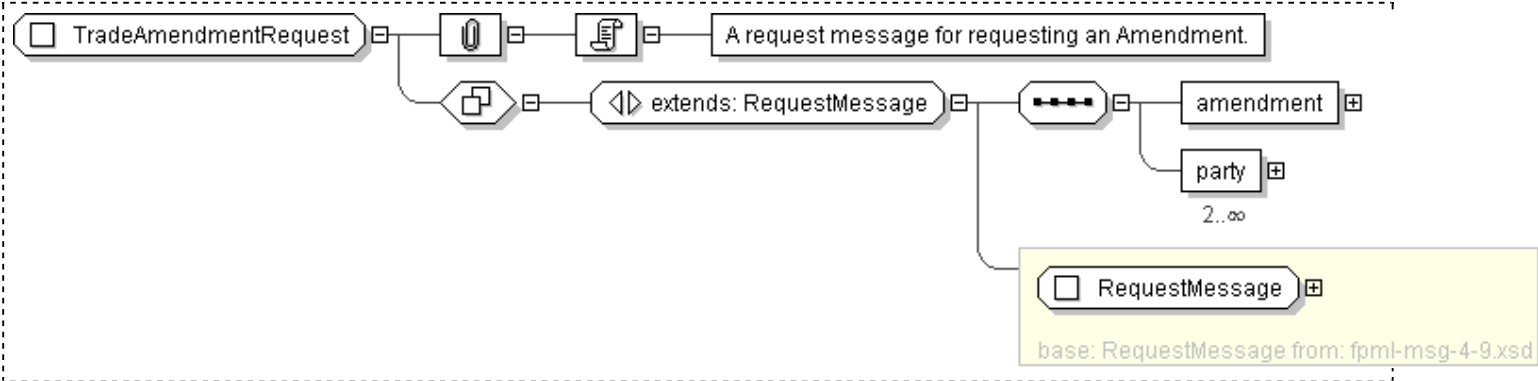 TradeAmendmentRequest
A request message for requesting an Amendment.
extends: RequestMessage
amendment
party
2..∞
RequestMessage
base: RequestMessage from: fpml-msg-4-9.xsd